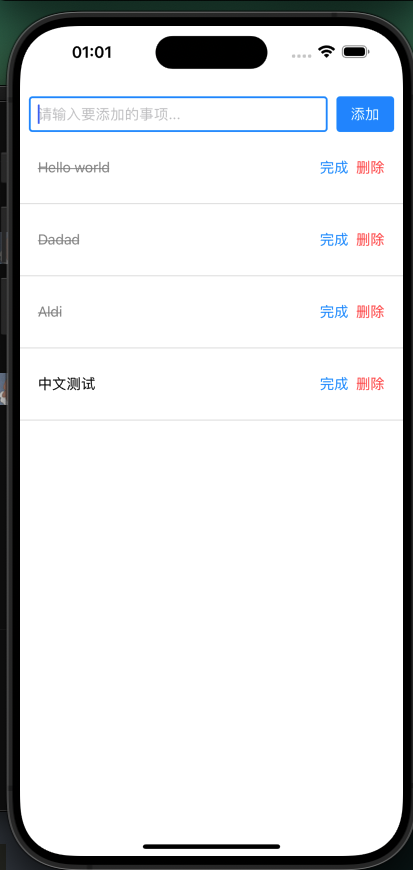 01:01
请输入要添加的事项... 添加
Hello world 完成 删除
Dadad 完成 删除
Aldi 完成 删除
中文测试 完成 删除